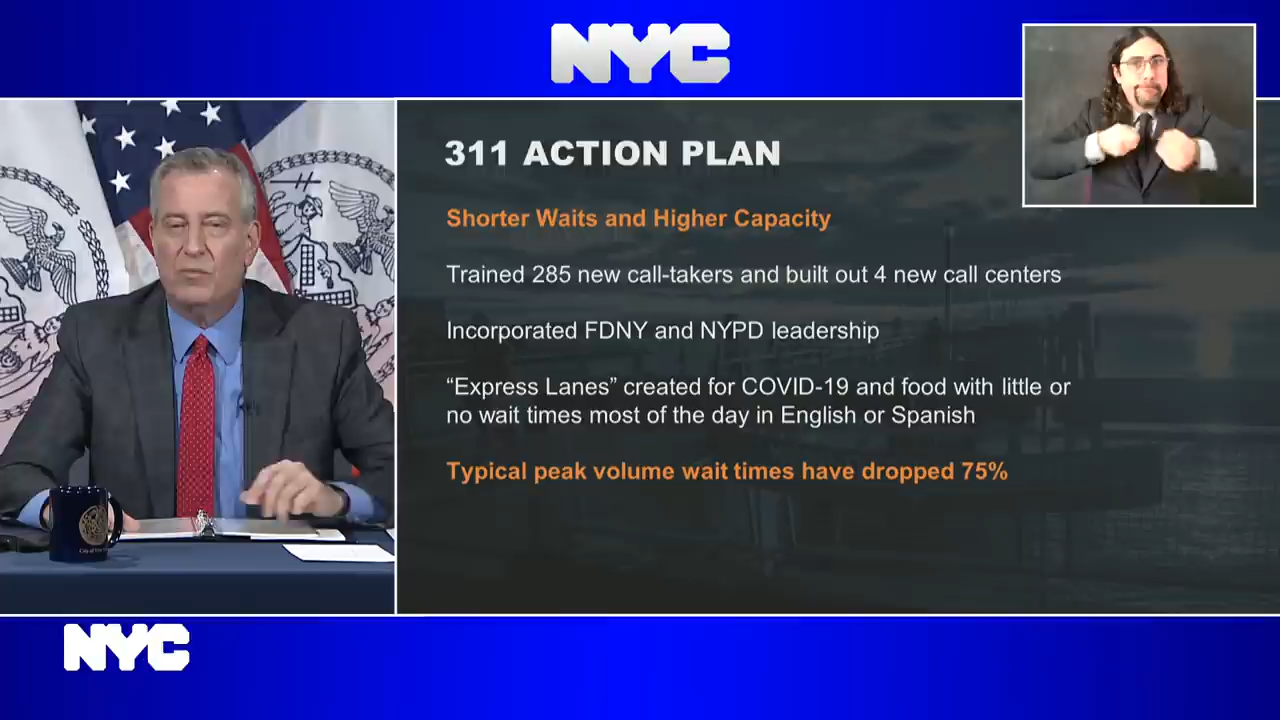 NYC
311 ACTION PLAN
Shorter Waits and Higher Capacity
Trained 285 new call-takers and built out 4 new call centers
Incorporated FDNY and NYPD leadership
“Express Lanes” created for COVID-19 and food with little or
no wait times most of the day in English or Spanish
Typical peak volume wait times have dropped 75%
NYC